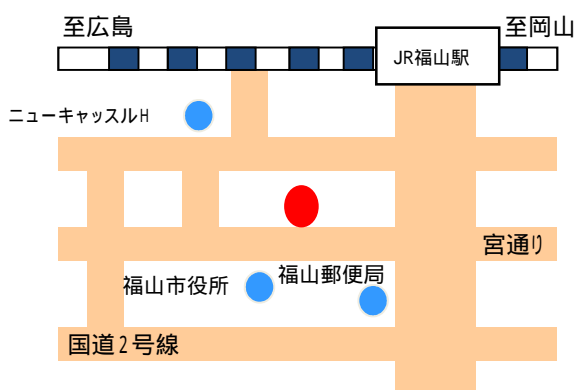 至広島
至岡山
JR福山駅
ニューキャッスルH
宮通り
福山市役所
福山郵便局
国道2号線